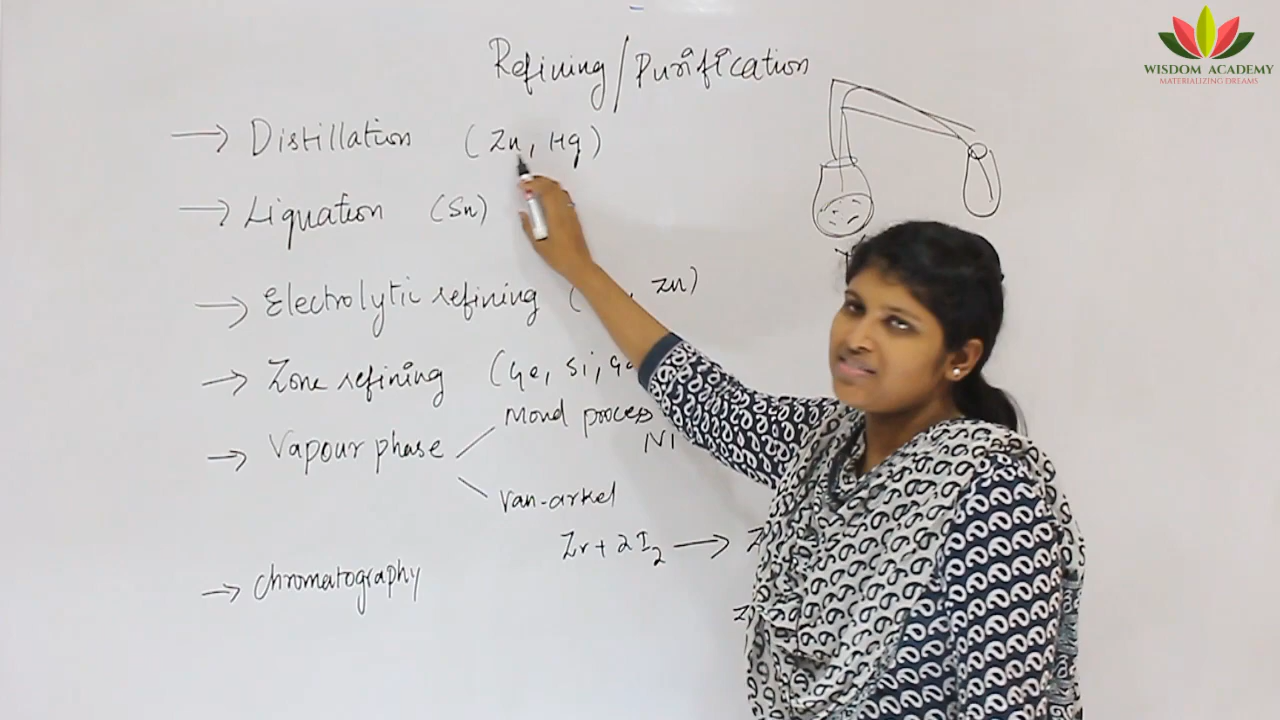 Refining/Purification
→ Distillation (Zn, Hg)
→ Liquation (Sn)
→ Electrolytic refining ( , Zn)
→ Zone refining (Ge, Si, Ga
→ Vapour phase
Mond process
Ni
Van-arkel
Zr + 2I2 → Z
Z
→ Chromatography
WISDOM ACADEMY
MATERIALIZING DREAMS